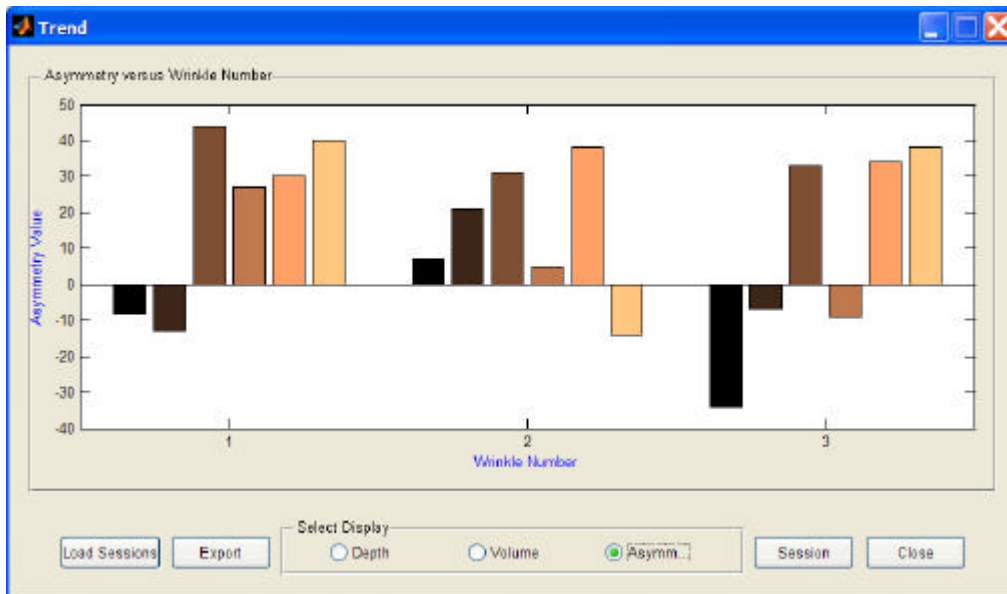 Trend
Asymmetry versus Wrinkle Number
50
40
30
20
10
0
-10
-20
-30
-40
Asymmetry Value
1 2 3
Wrinkle Number
Select Display
Load Sessions Export Depth Volume Asymm... Session Close